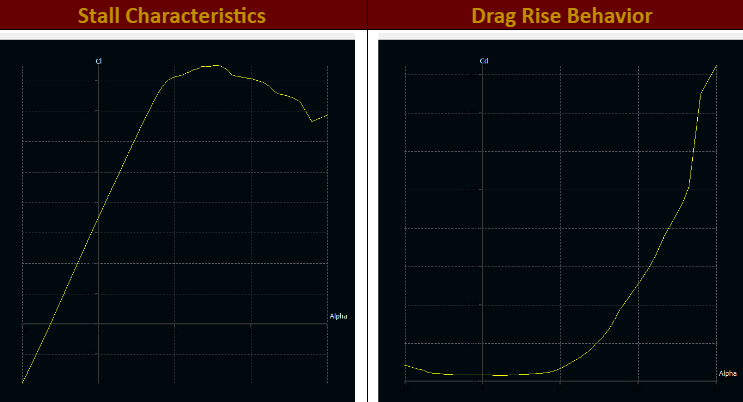 Stall Characteristics
Drag Rise Behavior
Cl
Cd
Alpha
Alpha